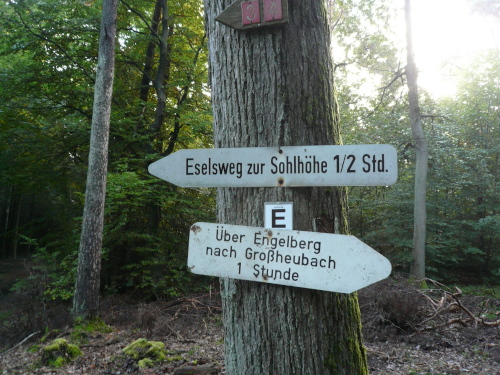 Eselsweg zur Sohlhöhe 1/2 Std.
E
Über Engelberg
nach Großheubach
1 Stunde